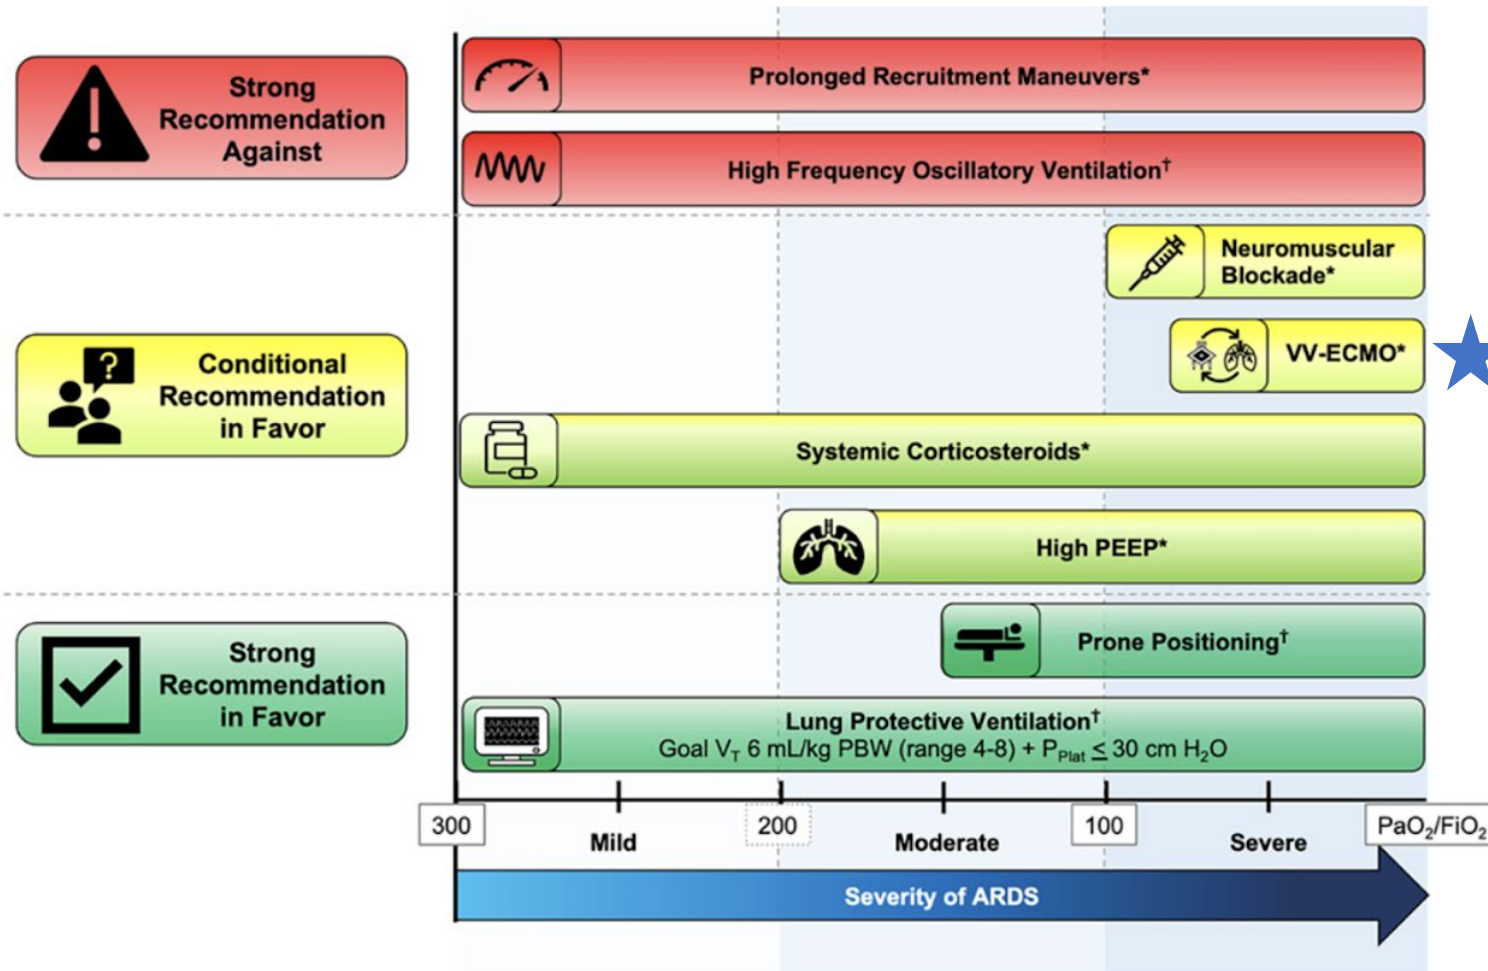 Strong
Recommendation
Against
Prolonged Recruitment Maneuvers*
High Frequency Oscillatory Ventilation†
Conditional
Recommendation
in Favor
?
Neuromuscular
Blockade*
VV-ECMO*
Systemic Corticosteroids*
High PEEP*
Strong
Recommendation
in Favor
Prone Positioning†
Lung Protective Ventilation†
Goal V_T 6 mL/kg PBW (range 4-8) + P_Plat ≤ 30 cm H₂O
300
200
100
PaO₂/FiO₂
Mild
Moderate
Severe
Severity of ARDS